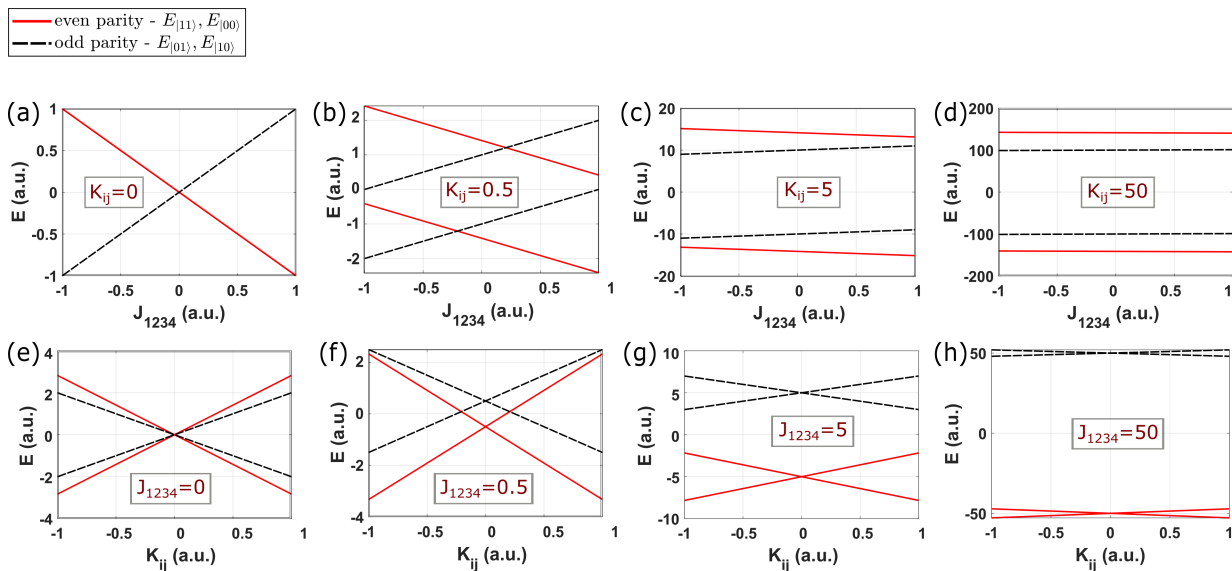 even parity - E|11⟩, E|00⟩
odd parity - E|01⟩, E|10⟩
(a)
1
0.5
0
-0.5
-1
E (a.u.)
K_ij=0
-1 -0.5 0 0.5 1
J_1234 (a.u.)
(b)
2
1
0
-1
-2
E (a.u.)
K_ij=0.5
-1 -0.5 0 0.5
J_1234 (a.u.)
(c)
20
10
0
-10
-20
E (a.u.)
K_ij=5
-1 -0.5 0 0.5 1
J_1234 (a.u.)
(d)
200
100
0
-100
-200
E (a.u.)
K_ij=50
-1 -0.5 0 0.5 1
J_1234 (a.u.)
(e)
4
2
0
-2
-4
E (a.u.)
J_1234=0
-1 -0.5 0 0.5
K_ij (a.u.)
(f)
2
0
-2
-4
E (a.u.)
J_1234=0.5
-1 -0.5 0 0.5 1
K_ij (a.u.)
(g)
10
5
0
-5
-10
E (a.u.)
J_1234=5
-1 -0.5 0 0.5 1
K_ij (a.u.)
(h)
50
0
-50
E (a.u.)
J_1234=50
-1 -0.5 0 0.5 1
K_ij (a.u.)